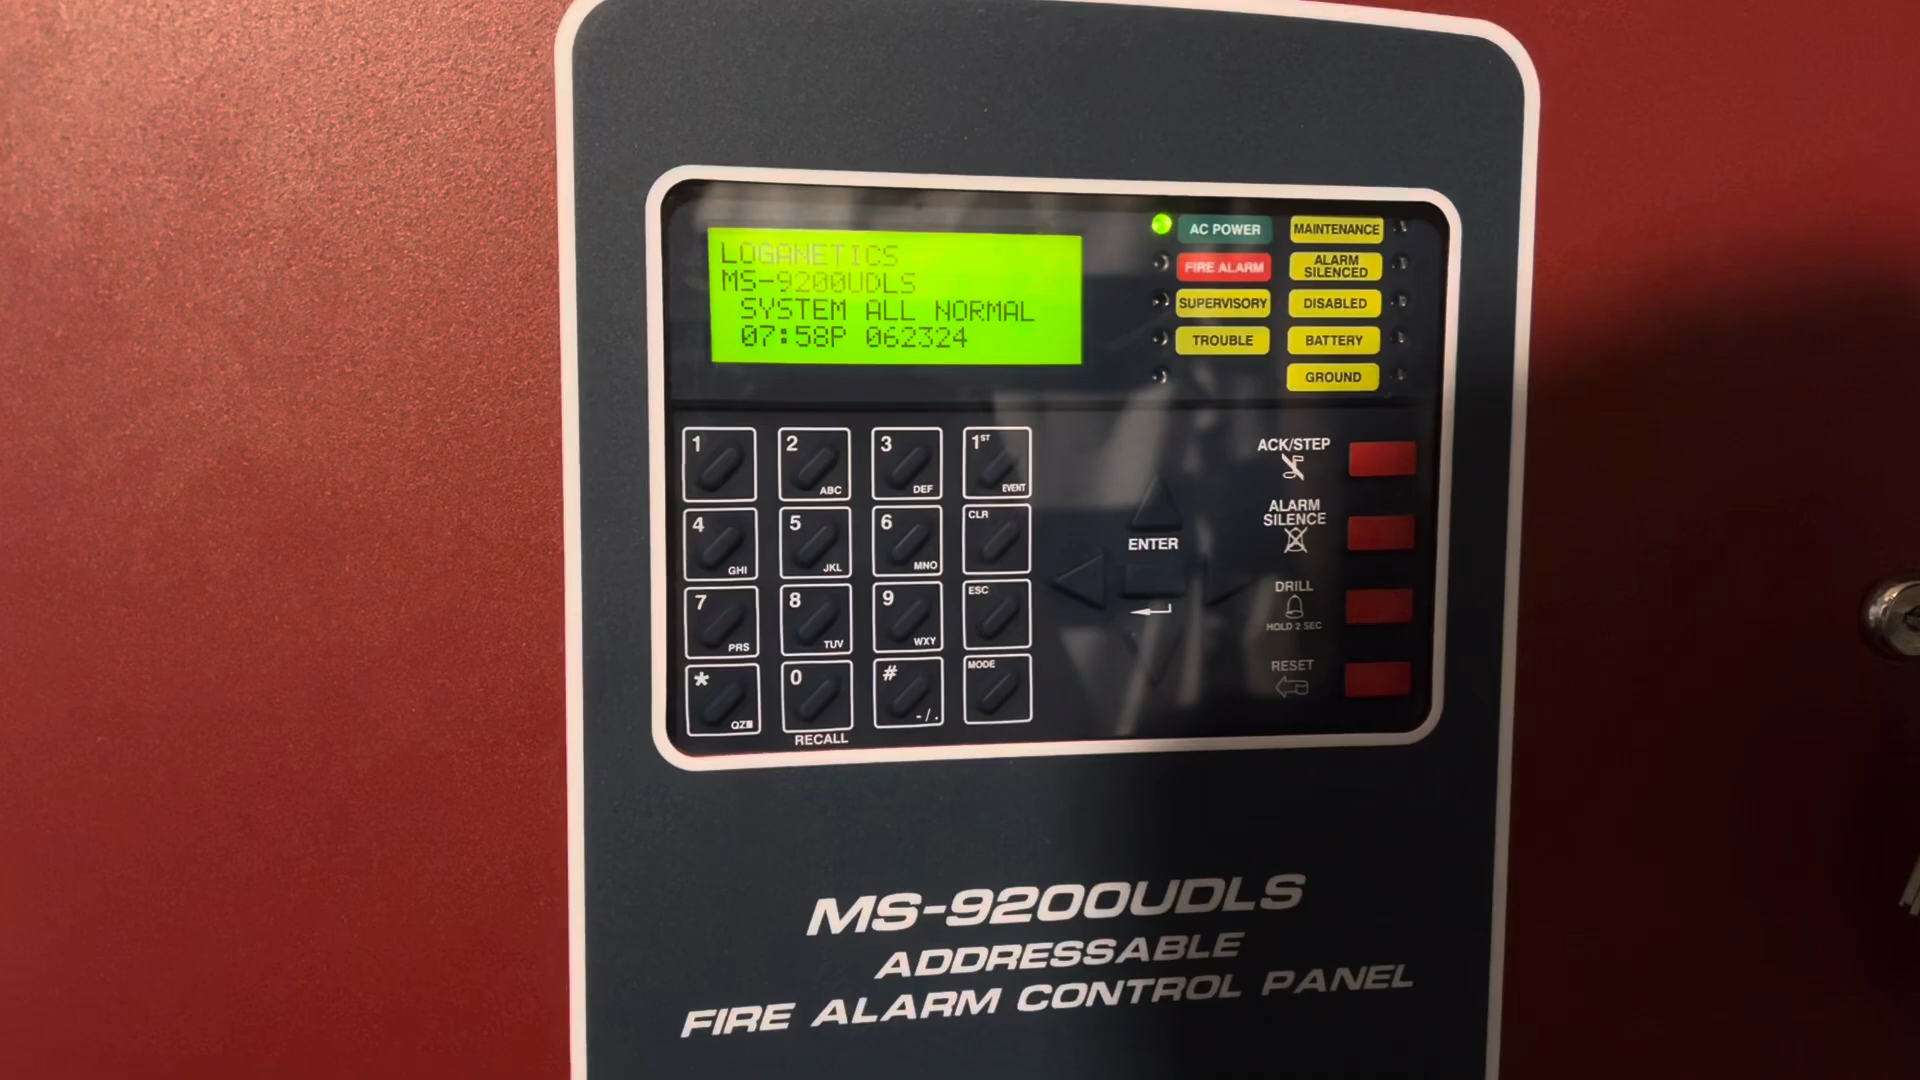 LOGANETICS
MS-9200UDLS
SYSTEM ALL NORMAL
07:58P 062324
AC POWER
FIRE ALARM
SUPERVISORY
TROUBLE
MAINTENANCE
ALARM
SILENCED
DISABLED
BATTERY
GROUND
1
2 ABC
3 DEF
1ST EVENT
4 GHI
5 JKL
6 MNO
CLR
7 PRS
8 TUV
9 WXY
ESC
* QZ
0
# - / .
MODE
RECALL
ENTER
ACK/STEP
ALARM
SILENCE
DRILL
HOLD 2 SEC
RESET
MS-9200UDLS
ADDRESSABLE
FIRE ALARM CONTROL PANEL